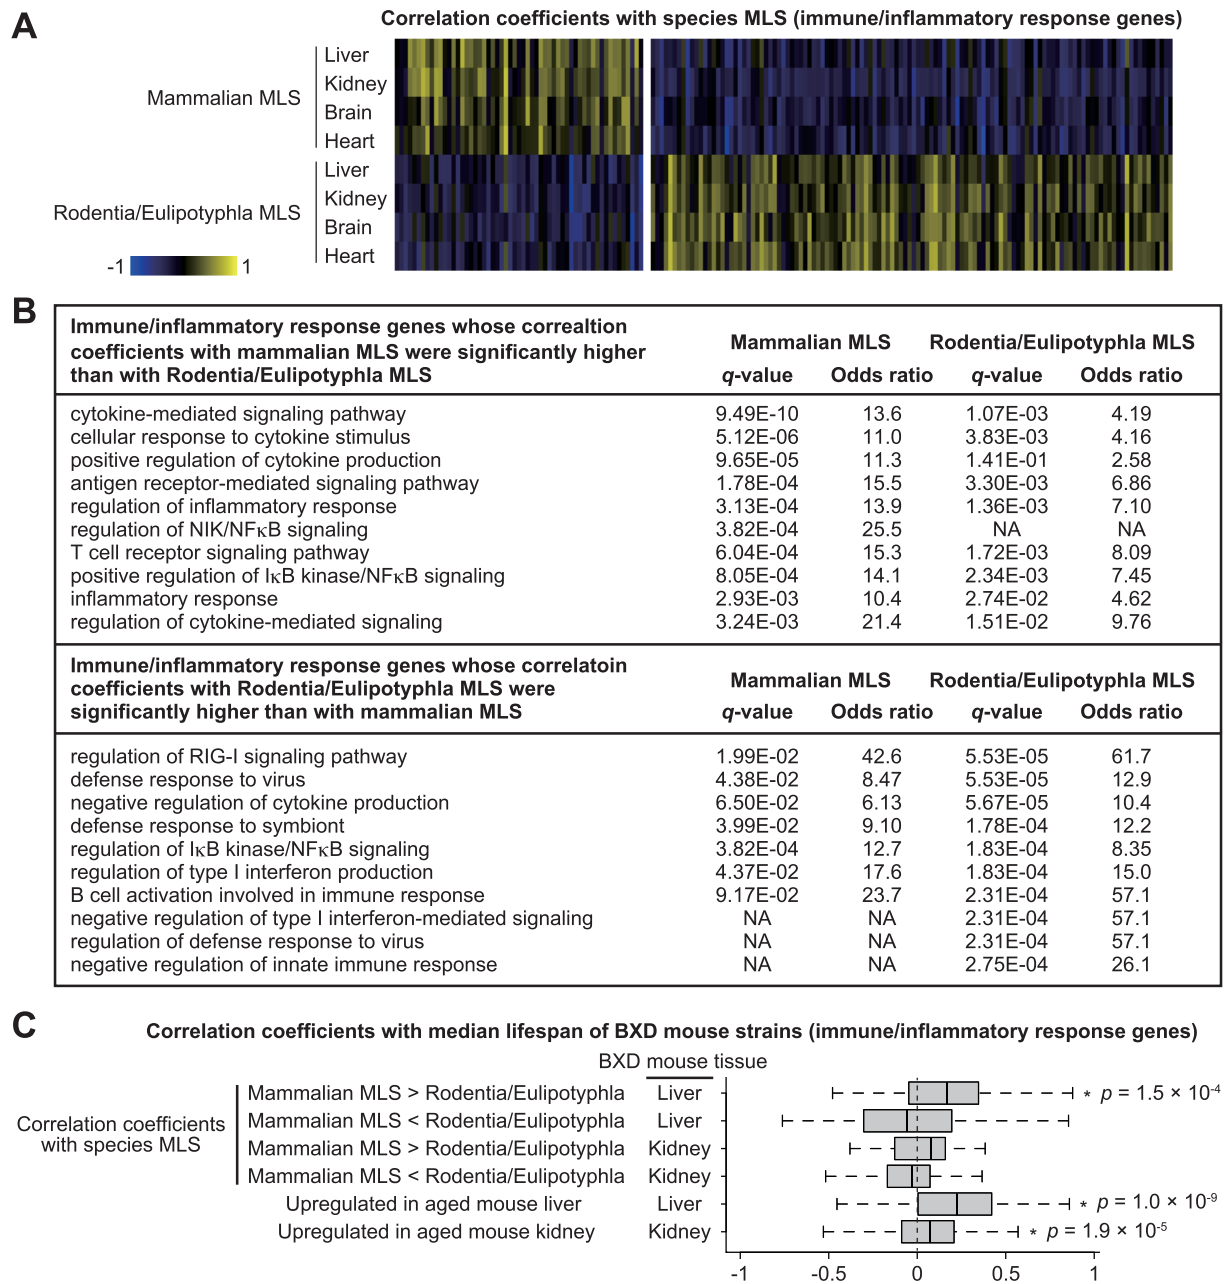 A
Correlation coefficients with species MLS (immune/inflammatory response genes)
Mammalian MLS
Liver
Kidney
Brain
Heart
Rodentia/Eulipotyphla MLS
Liver
Kidney
Brain
Heart
-1 1
B
Immune/inflammatory response genes whose correaltion
coefficients with mammalian MLS were significantly higher
than with Rodentia/Eulipotyphla MLS
Mammalian MLS Rodentia/Eulipotyphla MLS
q-value Odds ratio q-value Odds ratio
cytokine-mediated signaling pathway 9.49E-10 13.6 1.07E-03 4.19
cellular response to cytokine stimulus 5.12E-06 11.0 3.83E-03 4.16
positive regulation of cytokine production 9.65E-05 11.3 1.41E-01 2.58
antigen receptor-mediated signaling pathway 1.78E-04 15.5 3.30E-03 6.86
regulation of inflammatory response 3.13E-04 13.9 1.36E-03 7.10
regulation of NIK/NFκB signaling 3.82E-04 25.5 NA NA
T cell receptor signaling pathway 6.04E-04 15.3 1.72E-03 8.09
positive regulation of IκB kinase/NFκB signaling 8.05E-04 14.1 2.34E-03 7.45
inflammatory response 2.93E-03 10.4 2.74E-02 4.62
regulation of cytokine-mediated signaling 3.24E-03 21.4 1.51E-02 9.76
Immune/inflammatory response genes whose correlatoin
coefficients with Rodentia/Eulipotyphla MLS were
significantly higher than with mammalian MLS
Mammalian MLS Rodentia/Eulipotyphla MLS
q-value Odds ratio q-value Odds ratio
regulation of RIG-I signaling pathway 1.99E-02 42.6 5.53E-05 61.7
defense response to virus 4.38E-02 8.47 5.53E-05 12.9
negative regulation of cytokine production 6.50E-02 6.13 5.67E-05 10.4
defense response to symbiont 3.99E-02 9.10 1.78E-04 12.2
regulation of IκB kinase/NFκB signaling 3.82E-04 12.7 1.83E-04 8.35
regulation of type I interferon production 4.37E-02 17.6 1.83E-04 15.0
B cell activation involved in immune response 9.17E-02 23.7 2.31E-04 57.1
negative regulation of type I interferon-mediated signaling NA NA 2.31E-04 57.1
regulation of defense response to virus NA NA 2.31E-04 57.1
negative regulation of innate immune response NA NA 2.75E-04 26.1
C
Correlation coefficients with median lifespan of BXD mouse strains (immune/inflammatory response genes)
BXD mouse tissue
Correlation coefficients
with species MLS
Mammalian MLS > Rodentia/Eulipotyphla Liver * p = 1.5 × 10-4
Mammalian MLS < Rodentia/Eulipotyphla Liver
Mammalian MLS > Rodentia/Eulipotyphla Kidney
Mammalian MLS < Rodentia/Eulipotyphla Kidney
Upregulated in aged mouse liver Liver * p = 1.0 × 10-9
Upregulated in aged mouse kidney Kidney * p = 1.9 × 10-5
-1 -0.5 0 0.5 1